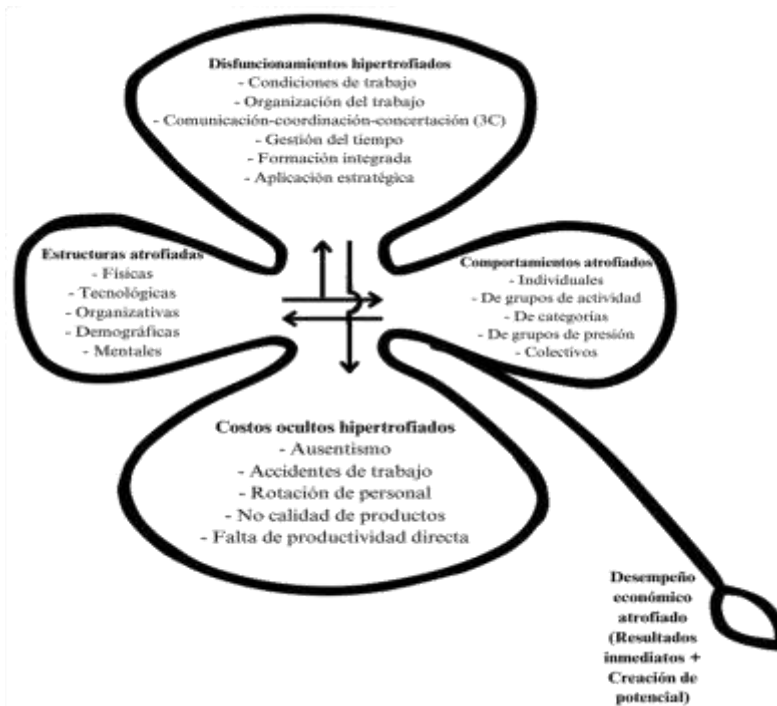 Disfuncionamientos hipertrofiados
- Condiciones de trabajo
- Organización del trabajo
- Comunicación-coordinación-concertación (3C)
- Gestión del tiempo
- Formación integrada
- Aplicación estratégica
Estructuras atrofiadas
- Físicas
- Tecnológicas
- Organizativas
- Demográficas
- Mentales
Comportamientos atrofiados
- Individuales
- De grupos de actividad
- De categorías
- De grupos de presión
- Colectivos
Costos ocultos hipertrofiados
- Ausentismo
- Accidentes de trabajo
- Rotación de personal
- No calidad de productos
- Falta de productividad directa
Desempeño
económico
atrofiado
(Resultados
inmediatos +
Creación de
potencial)